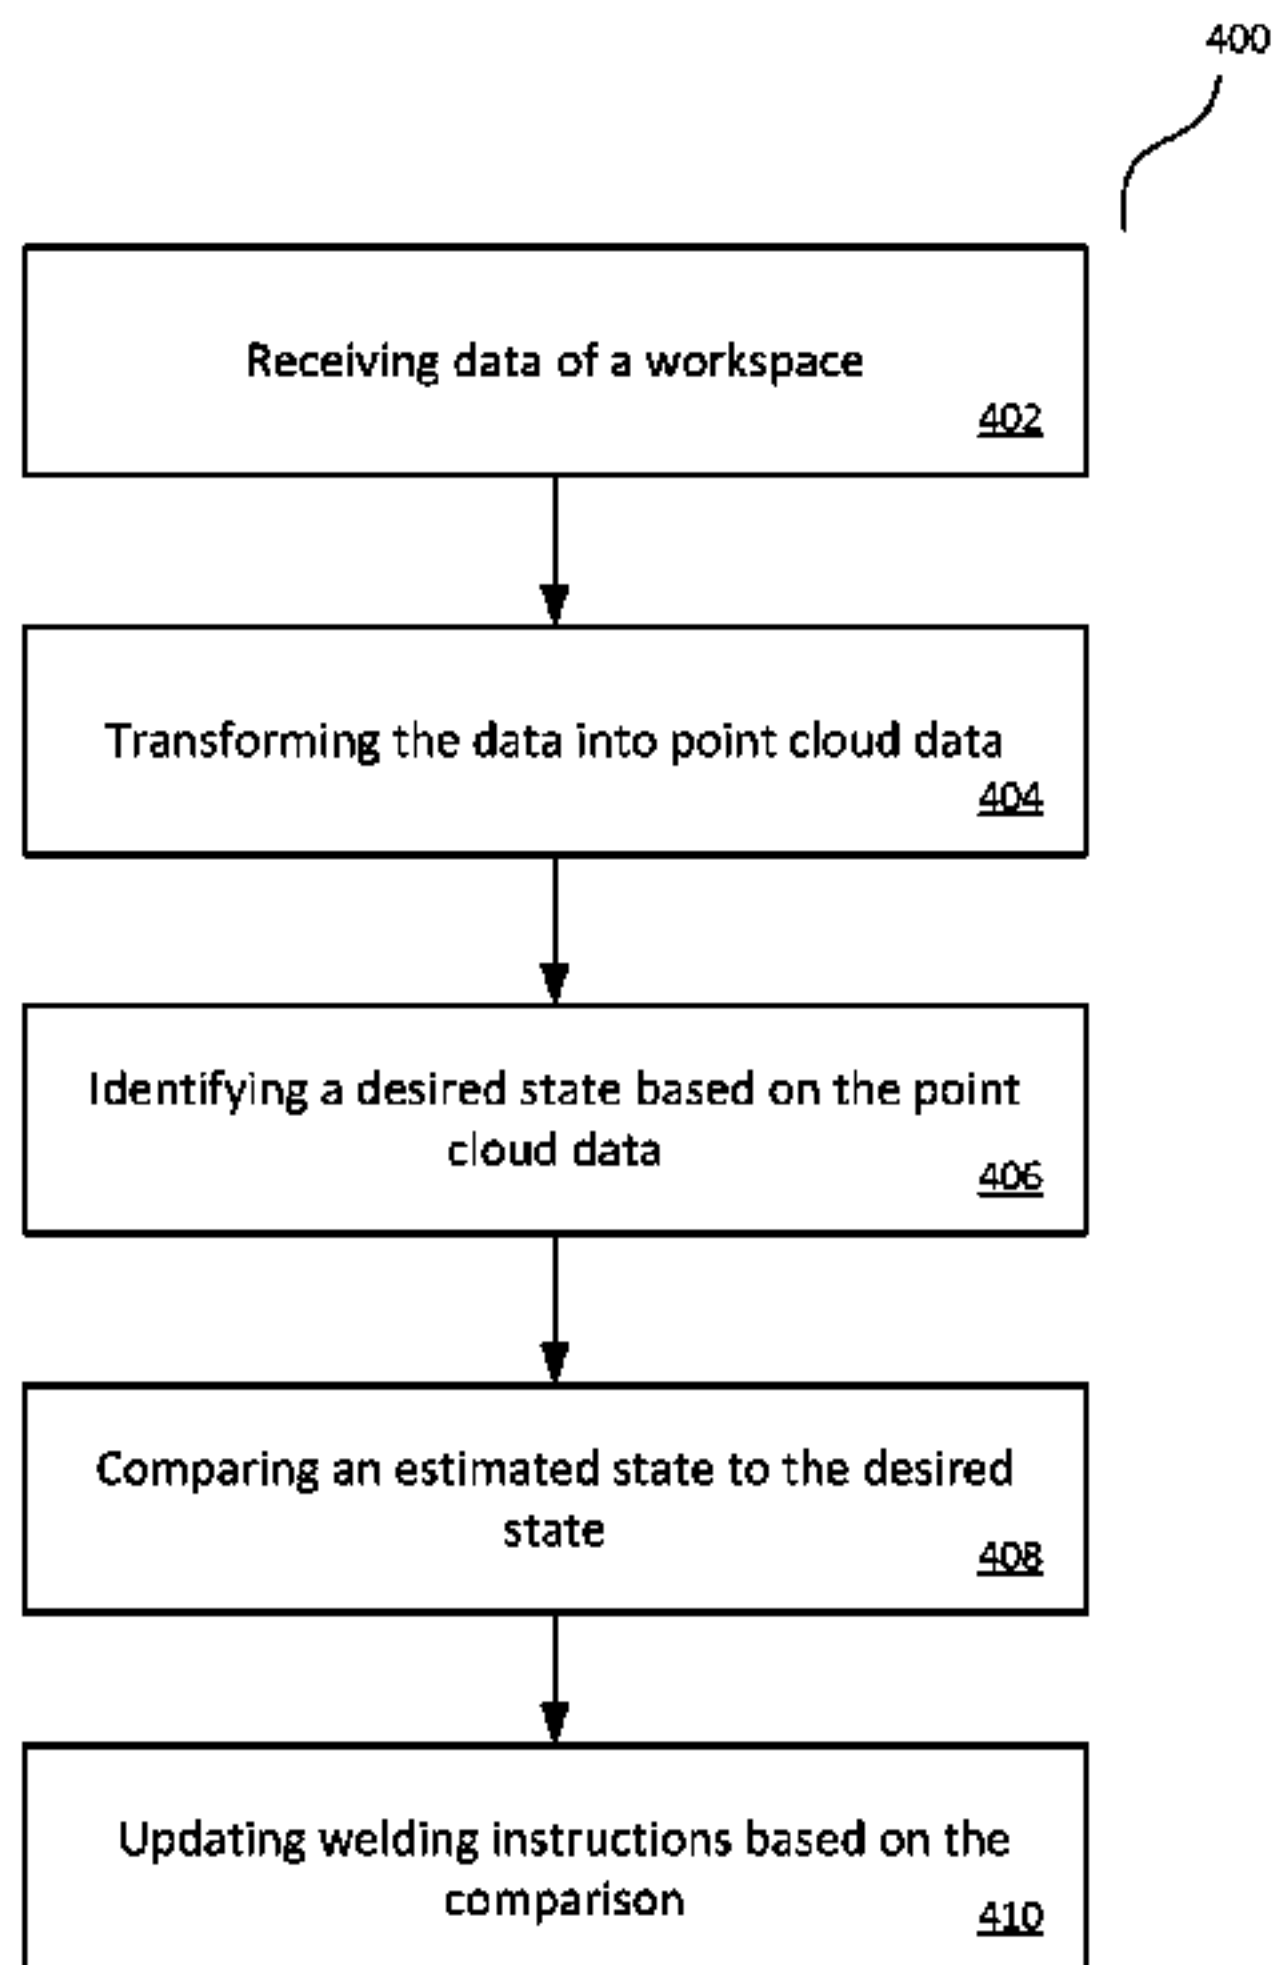 400
Receiving data of a workspace
402
Transforming the data into point cloud data
404
Identifying a desired state based on the point
cloud data
406
Comparing an estimated state to the desired
state
408
Updating welding instructions based on the
comparison
410